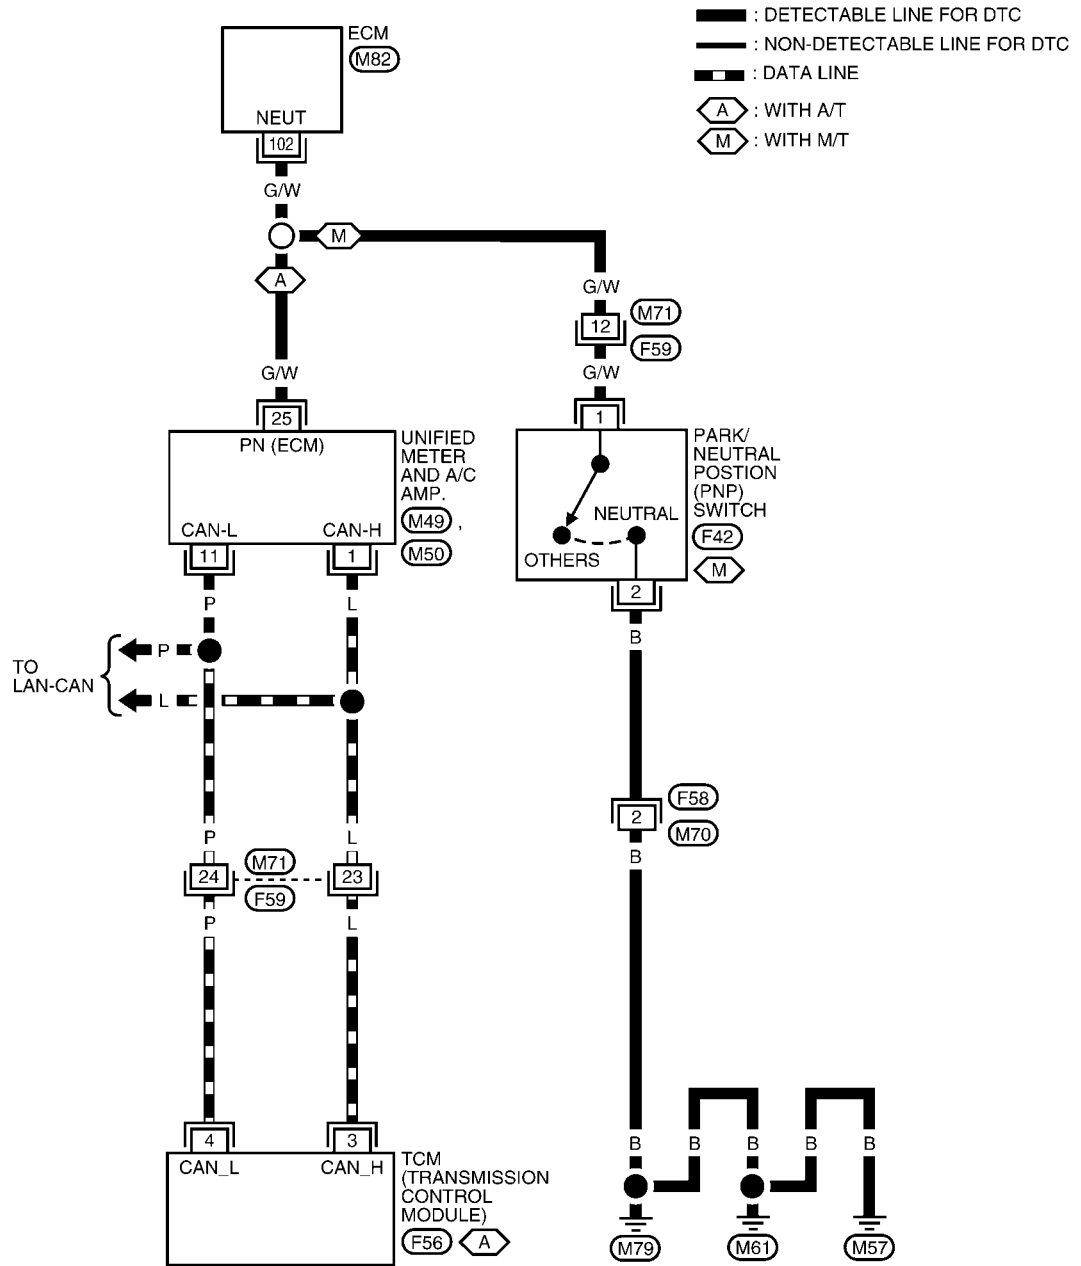 ECM
M82
NEUT
102
G/W
: DETECTABLE LINE FOR DTC
: NON-DETECTABLE LINE FOR DTC
: DATA LINE
A : WITH A/T
M : WITH M/T
M
A
G/W
12
M71
F59
G/W
G/W
25
PN (ECM)
UNIFIED
METER
AND A/C
AMP.
M49 ,
M50
CAN-L
CAN-H
11
1
1
PARK/
NEUTRAL
POSTION
(PNP)
SWITCH
F42
M
NEUTRAL
OTHERS
2
B
P
L
TO
LAN-CAN
P
L
P
L
24
M71
F59
23
P
L
F58
2
M70
B
4
3
CAN_L
CAN_H
TCM
(TRANSMISSION
CONTROL
MODULE)
F56 A
B
B
B
B
B
M79
M61
M57